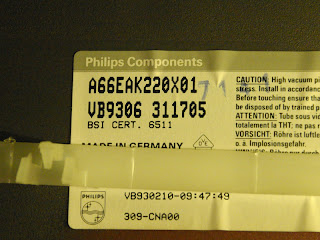 Philips Components
A66EAK220X01
VB9306 311705
BSI CERT. 6511
MADE IN GERMANY
CAUTION: High vacuum pi
stress. Install in accordanc
Before touching ensure tha
be disposed of by trained p
ATTENTION: Tube sous vid
totalement la THT; ne pas
VORSICHT: Röhre ist luftle
o. ä. Implosionsgefahr.
PHILIPS
VB930210-09:47:49
309-CNA00